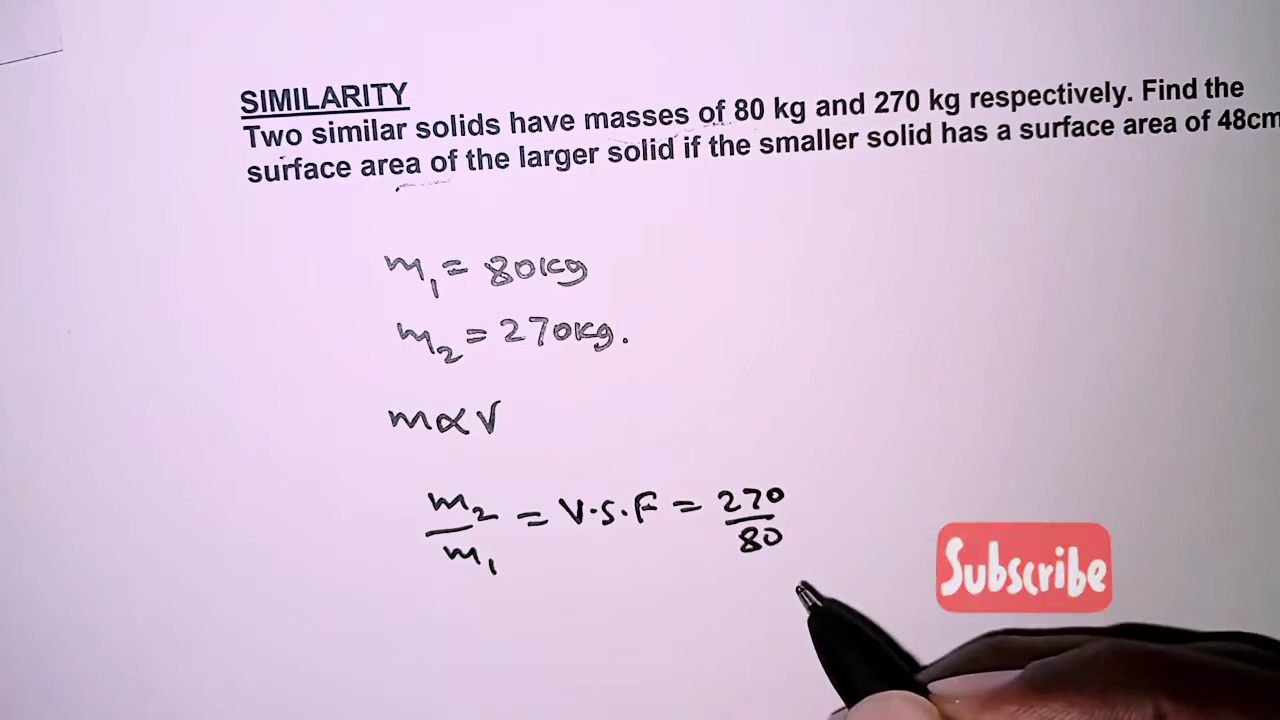 SIMILARITY
Two similar solids have masses of 80 kg and 270 kg respectively. Find the
surface area of the larger solid if the smaller solid has a surface area of 48cm
m₁ = 80kg
m₂ = 270kg.
m∝V
m₂/m₁ = V.S.F = 270/80
Subscribe